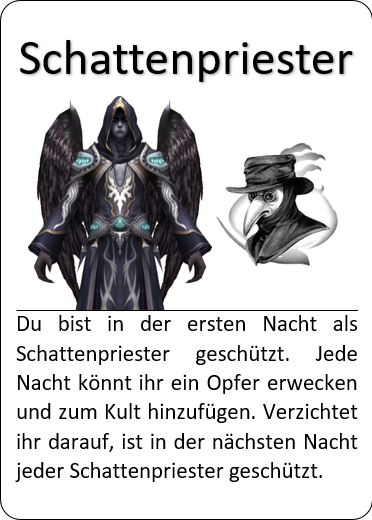 Schattenpriester
Du bist in der ersten Nacht als
Schattenpriester geschützt. Jede
Nacht könnt ihr ein Opfer erwecken
und zum Kult hinzufügen. Verzichtet
ihr darauf, ist in der nächsten Nacht
jeder Schattenpriester geschützt.